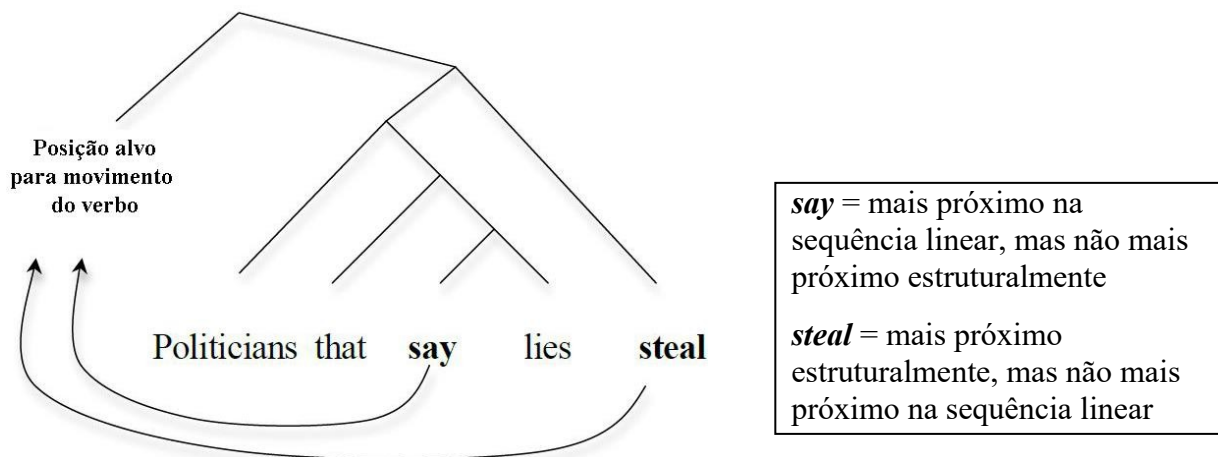 Posição alvo
para movimento
do verbo
Politicians that say lies steal
say = mais próximo na
sequência linear, mas não mais
próximo estruturalmente
steal = mais próximo
estruturalmente, mas não mais
próximo na sequência linear